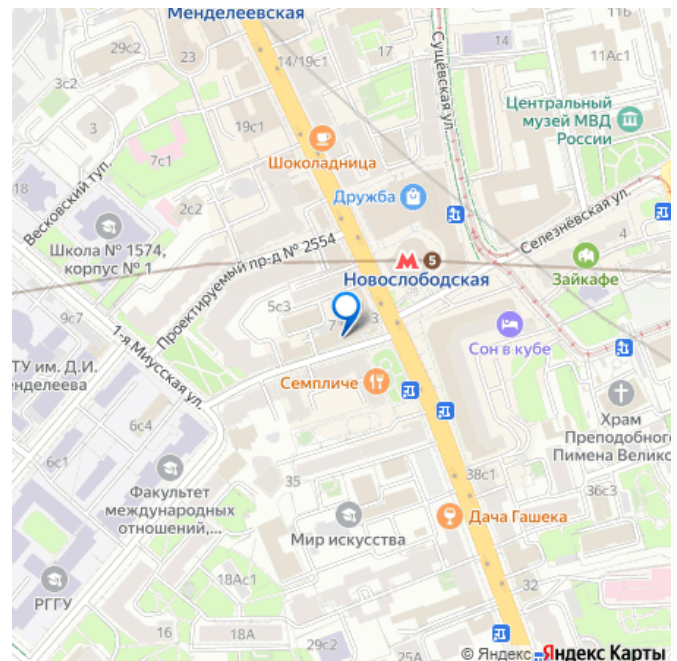 Менделеевская
29с2
23
14/19с1
17
14
11Б
11Ас1
3с2
3
19с1
7с1
Сущёвская ул.
Центральный
музей МВД
России
Шоколадница
18
Весковский туп.
2с2
Дружба
Селезнёвская ул.
4
Школа № 1574,
корпус № 1
Проектируемый пр-д № 2554
5
Новослободская
Зайкафе
5с3
9с7
1-я Миусская ул.
7
3
Сон в кубе
ТУ им. Д.И.
енделеева
Семпличе
Храм
Преподобного
Пимена Велико
6с4
6с1
Факультет
международных
отношений,...
35
38с1
36с3
Мир искусства
Дача Гашека
РГГУ
18Ас1
32
16
18А
29с2
25А
© Яндекс Яндекс Карты